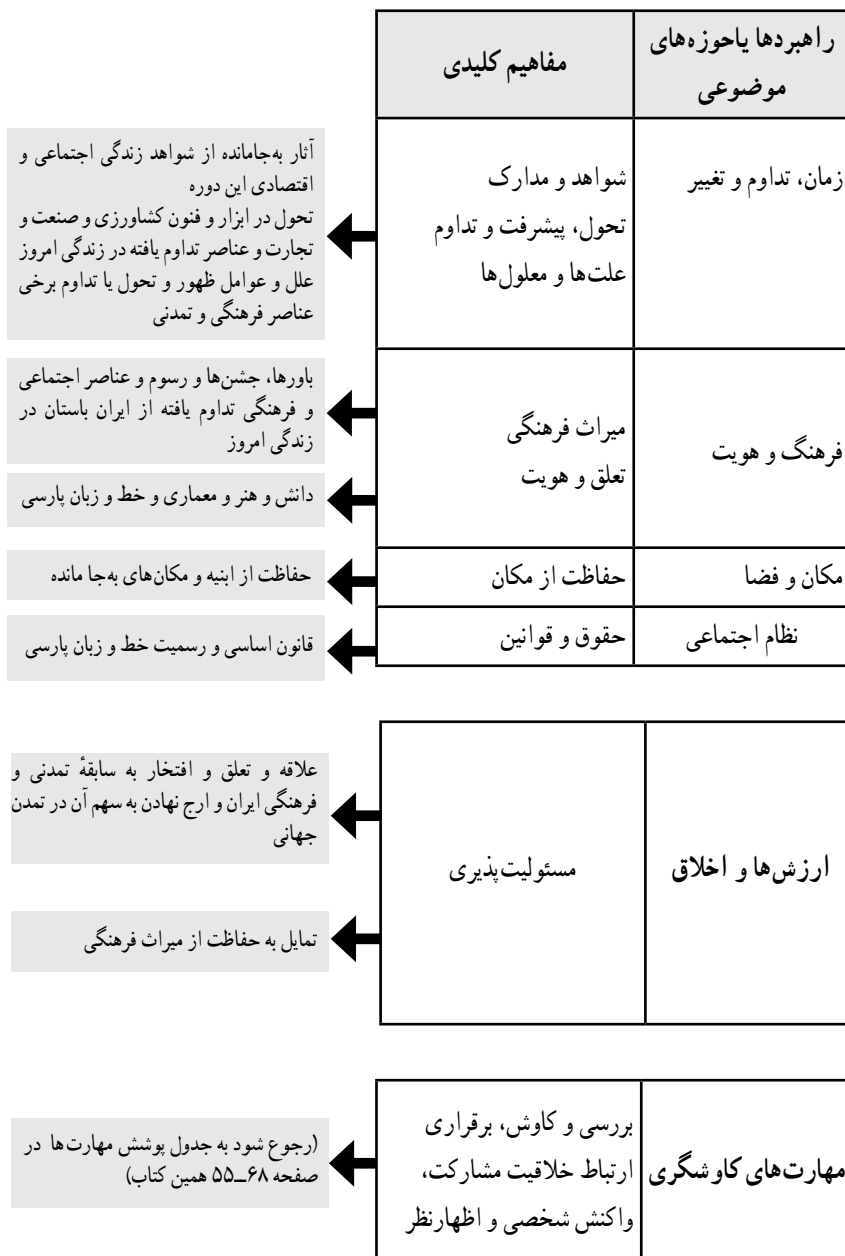 راهبردها یاحوزه‌های
موضوعی
مفاهیم کلیدی
زمان، تداوم و تغییر
شواهد و مدارک
تحول، پیشرفت و تداوم
علت‌ها و معلول‌ها
آثار به‌جامانده از شواهد زندگی اجتماعی و
اقتصادی این دوره
تحول در ابزار و فنون کشاورزی و صنعت و
تجارت و عناصر تداوم یافته در زندگی امروز
علل و عوامل ظهور و تحول یا تداوم برخی
عناصر فرهنگی و تمدنی
فرهنگ و هویت
میراث فرهنگی
تعلق و هویت
باورها، جشن‌ها و رسوم و عناصر اجتماعی
و فرهنگی تداوم یافته از ایران باستان در
زندگی امروز
دانش و هنر و معماری و خط و زبان پارسی
مکان و فضا
حفاظت از مکان
حفاظت از ابنیه و مکان‌های به‌جا مانده
نظام اجتماعی
حقوق و قوانین
قانون اساسی و رسمیت خط و زبان پارسی
ارزش‌ها و اخلاق
مسئولیت‌پذیری
علاقه و تعلق و افتخار به سابقهٔ تمدنی و
فرهنگی ایران و ارج نهادن به سهم آن در تمدن
جهانی
تمایل به حفاظت از میراث فرهنگی
مهارت‌های کاوشگری
بررسی و کاوش، برقراری
ارتباط خلاقیت مشارکت،
واکنش شخصی و اظهارنظر
(رجوع شود به جدول پوشش مهارت‌ها در
صفحه ۶۸ــ۵۵ همین کتاب)